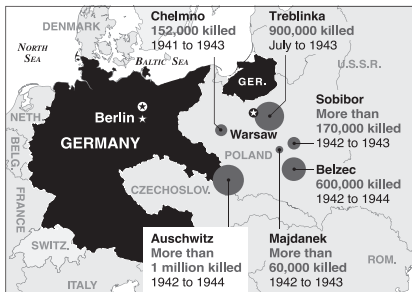 DENMARK
NORTH
SEA
BALTIC SEA
Chelmno
152,000 killed
1941 to 1943
Treblinka
900,000 killed
July to 1943
U.S.S.R.
GER.
Berlin
GERMANY
Warsaw
POLAND
Sobibor
More than
170,000 killed
1942 to 1943
Belzec
600,000 killed
1942 to 1944
NETH.
BELG.
FRANCE
CZECHOSLOV.
SWITZ.
ITALY
Auschwitz
More than
1 million killed
1942 to 1944
Majdanek
More than
60,000 killed
1942 to 1943
ROM.